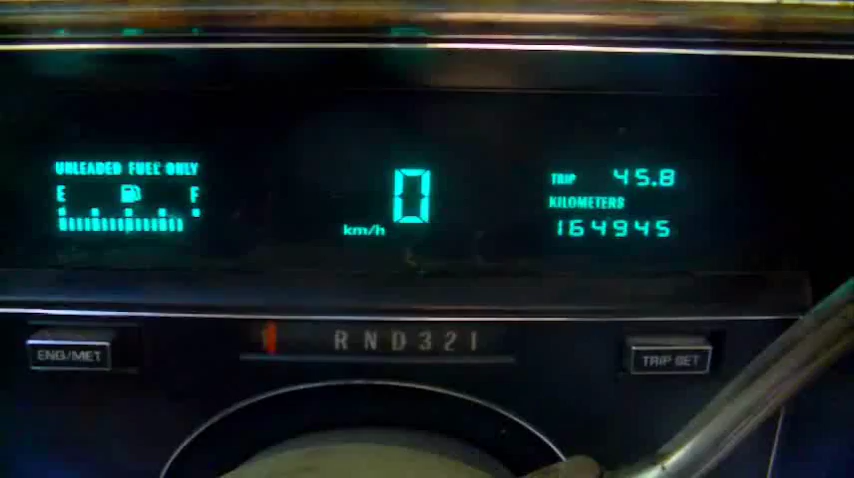 UNLEADED FUEL ONLY
E F
0
km/h
TRIP 45.8
KILOMETERS
164945
ENG/MET
R N D 3 2 1
TRIP SET